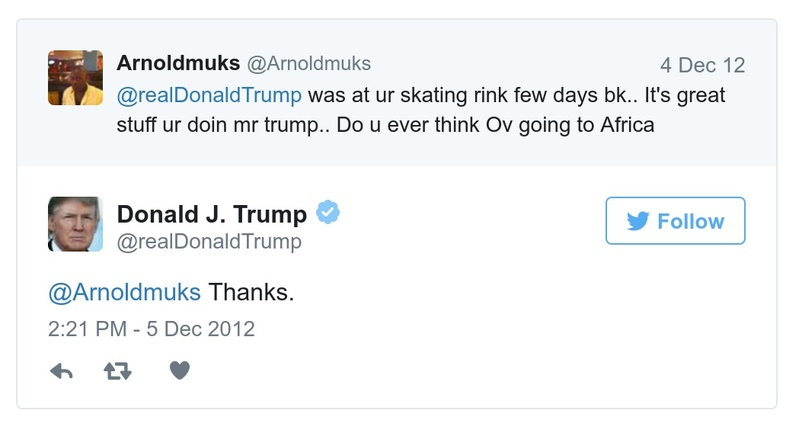 Arnoldmuks @Arnoldmuks 4 Dec 12
@realDonaldTrump was at ur skating rink few days bk.. It's great
stuff ur doin mr trump.. Do u ever think Ov going to Africa
Donald J. Trump
@realDonaldTrump
Follow
@Arnoldmuks Thanks.
2:21 PM - 5 Dec 2012